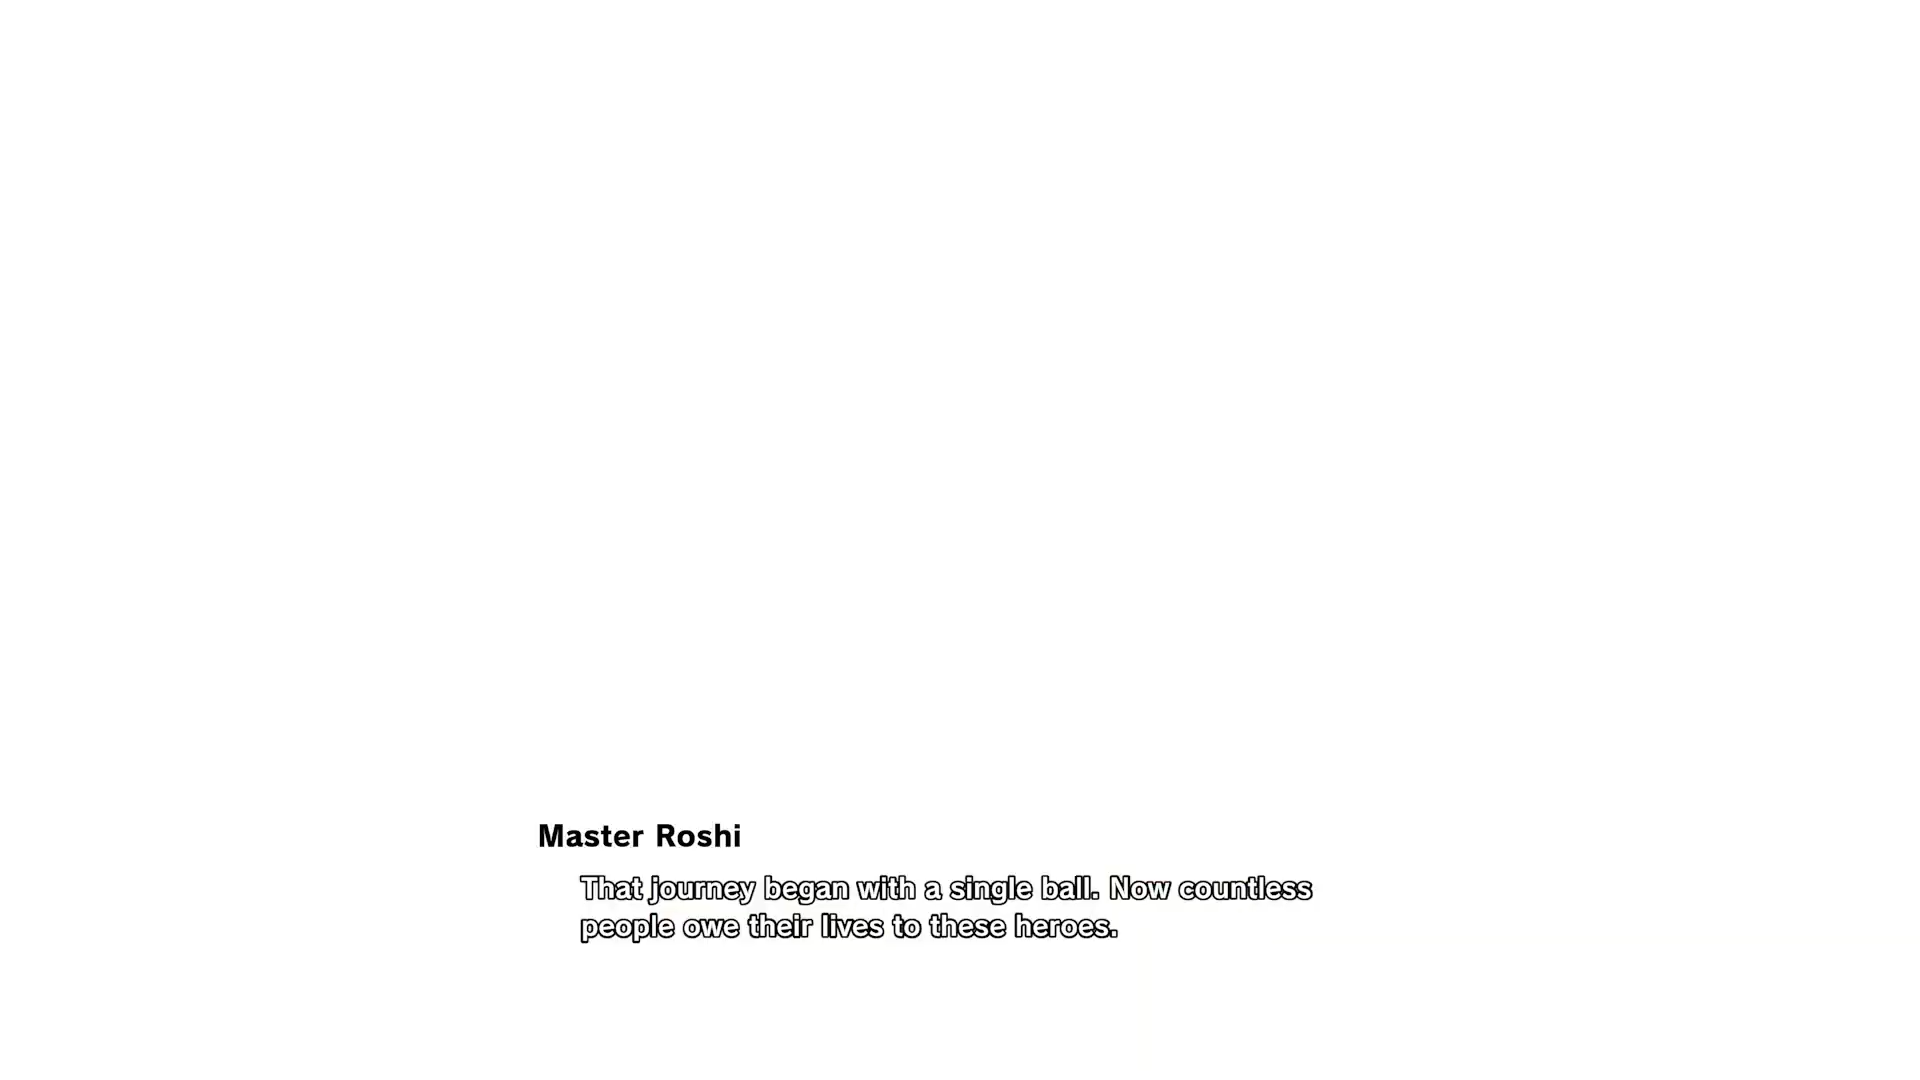 Master Roshi
That journey began with a single ball. Now countless
people owe their lives to these heroes.